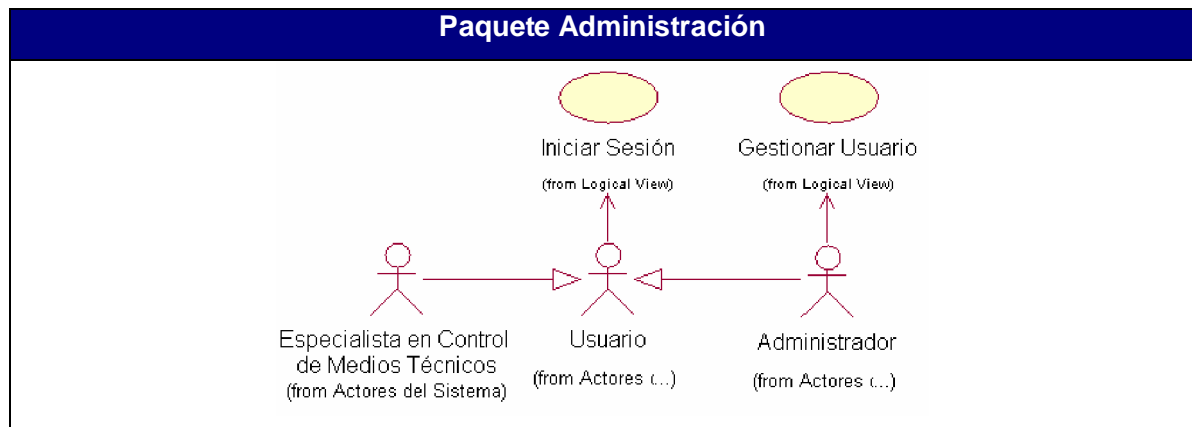 Paquete Administración
Iniciar Sesión
(from Logical View)
Gestionar Usuario
(from Logical View)
Especialista en Control
de Medios Técnicos
(from Actores del Sistema)
Usuario
(from Actores (...)
Administrador
(from Actores (...)